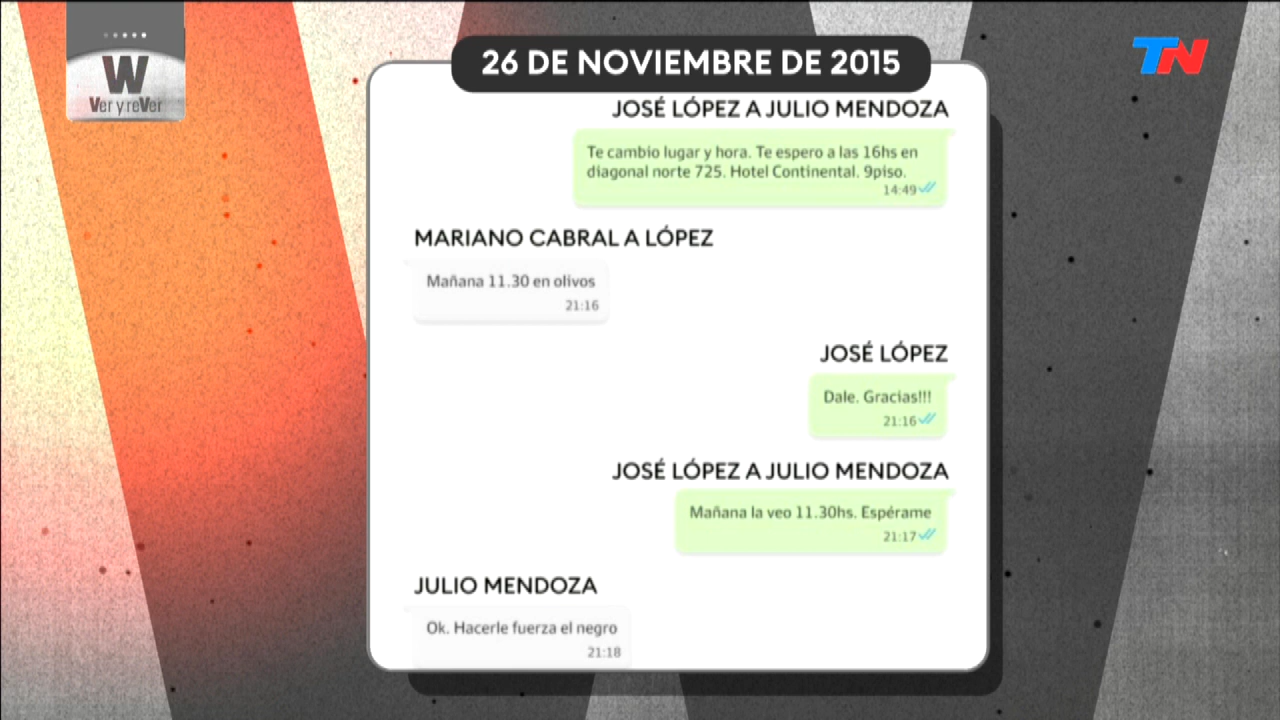 W
Ver y reVer
TN
26 DE NOVIEMBRE DE 2015
JOSÉ LÓPEZ A JULIO MENDOZA
Te cambio lugar y hora. Te espero a las 16hs en
diagonal norte 725. Hotel Continental. 9piso.
14:49
MARIANO CABRAL A LÓPEZ
Mañana 11.30 en olivos
21:16
JOSÉ LÓPEZ
Dale. Gracias!!!
21:16
JOSÉ LÓPEZ A JULIO MENDOZA
Mañana la veo 11.30hs. Espérame
21:17
JULIO MENDOZA
Ok. Hacerle fuerza el negro
21:18